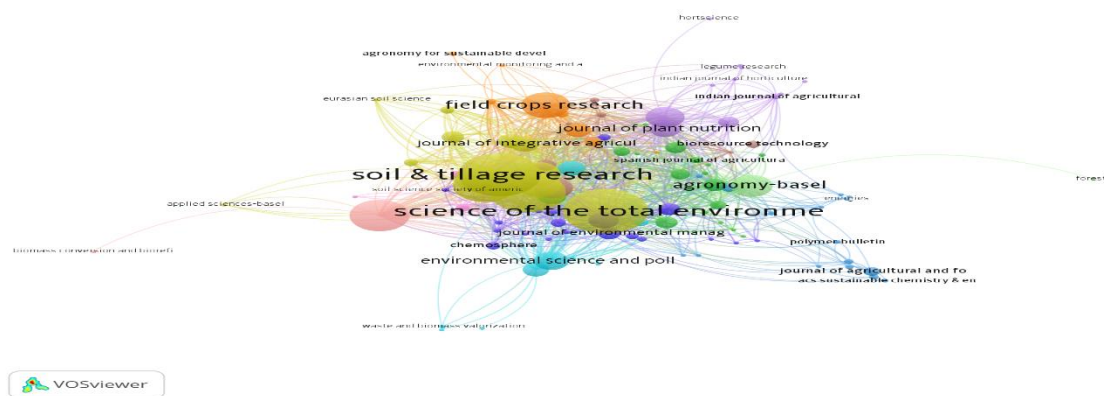 hortscience
agronomy for sustainable devel
environmental monitoring and a
legume research
indian journal of horticulture
eurasian soil science
indian journal of agricultural
field crops research
journal of plant nutrition
journal of integrative agricul
bioresource technology
spanish journal of agricultura
soil & tillage research
forest
agronomy-basel
soil science society of americ
energies
applied sciences-basel
science of the total environme
journal of environmental manag
polymer bulletin
chemosphere
biomass conversion and biorefi
environmental science and poll
journal of agricultural and fo
acs sustainable chemistry & en
waste and biomass valorization
VOSviewer